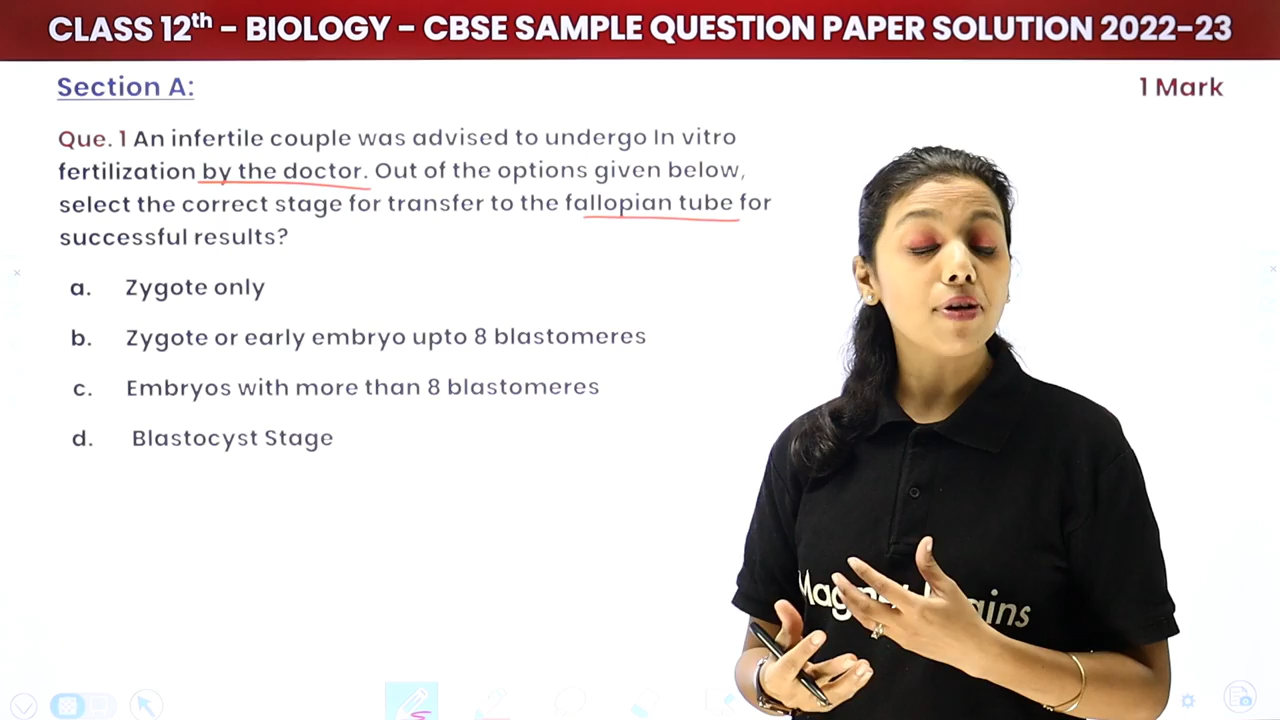 CLASS 12th – BIOLOGY – CBSE SAMPLE QUESTION PAPER SOLUTION 2022-23
Section A:
1 Mark
Que. 1 An infertile couple was advised to undergo In vitro
fertilization by the doctor. Out of the options given below,
select the correct stage for transfer to the fallopian tube for
successful results?
a. Zygote only
b. Zygote or early embryo upto 8 blastomeres
c. Embryos with more than 8 blastomeres
d. Blastocyst Stage